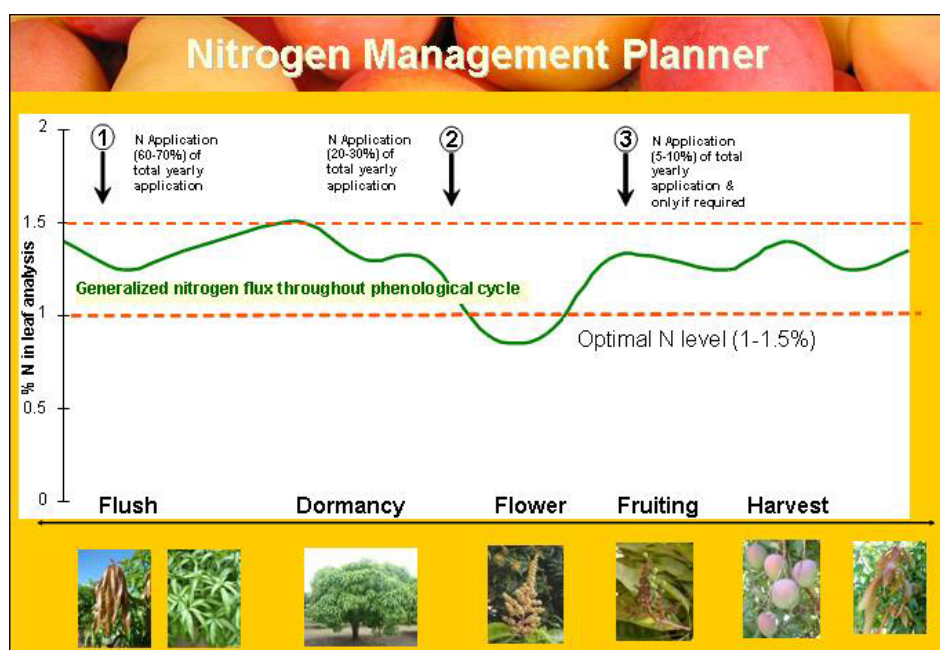 Nitrogen Management Planner
2
1
N Application
(60-70%) of
total yearly
application
N Application
(20-30%) of
total yearly
application
2
3
N Application
(5-10%) of total
yearly
application &
only if required
1.5
Generalized nitrogen flux throughout phenological cycle
1
Optimal N level (1-1.5%)
% N in leaf analysis
0.5
0
Flush
Dormancy
Flower
Fruiting
Harvest